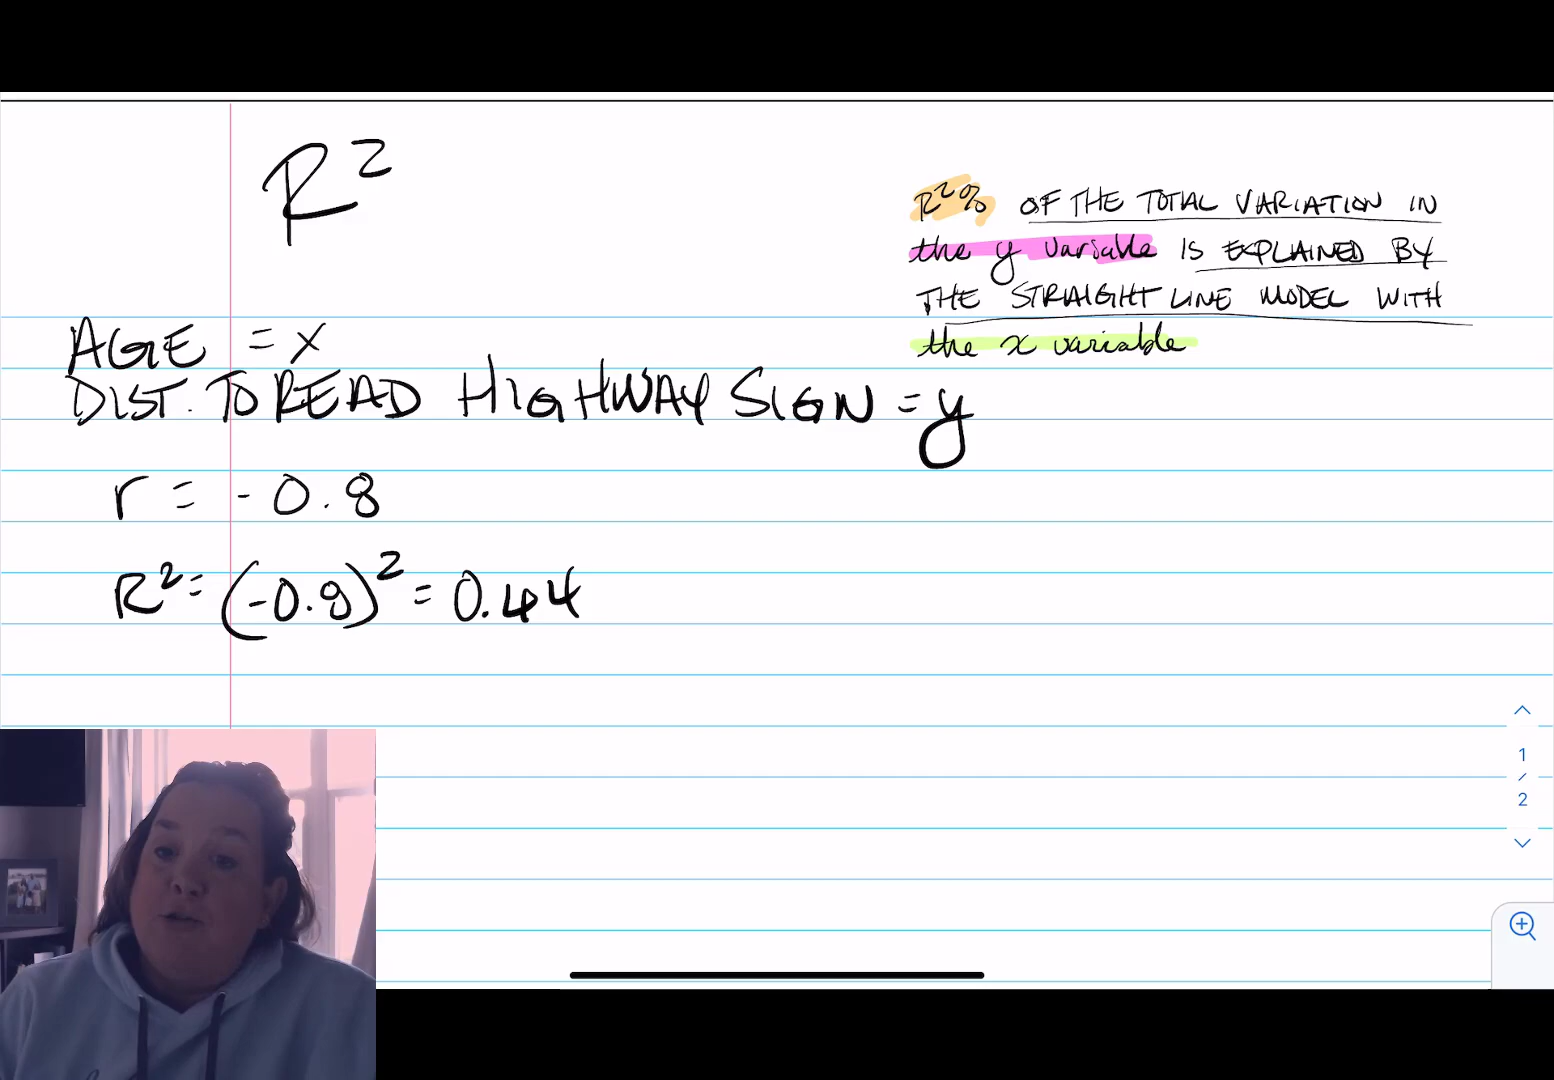 R²
R²% OF THE TOTAL VARIATION IN
the y variable IS EXPLAINED BY
THE STRAIGHT LINE MODEL WITH
the x variable
AGE = x
DIST. TO READ HIGHWAY SIGN = y
r = -0.8
R² = (-0.8)² = 0.44
1
/
2